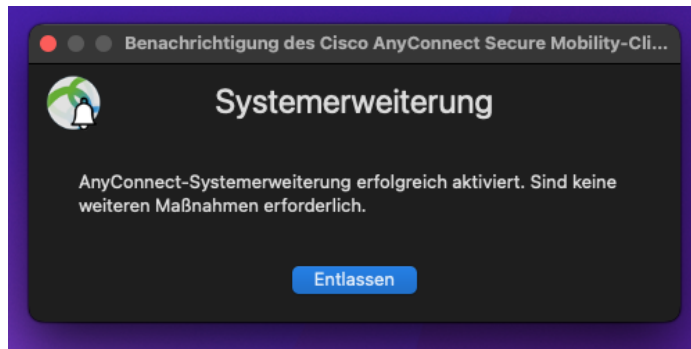 Benachrichtigung des Cisco AnyConnect Secure Mobility-Cli...
Systemerweiterung
AnyConnect-Systemerweiterung erfolgreich aktiviert. Sind keine
weiteren Maßnahmen erforderlich.
Entlassen